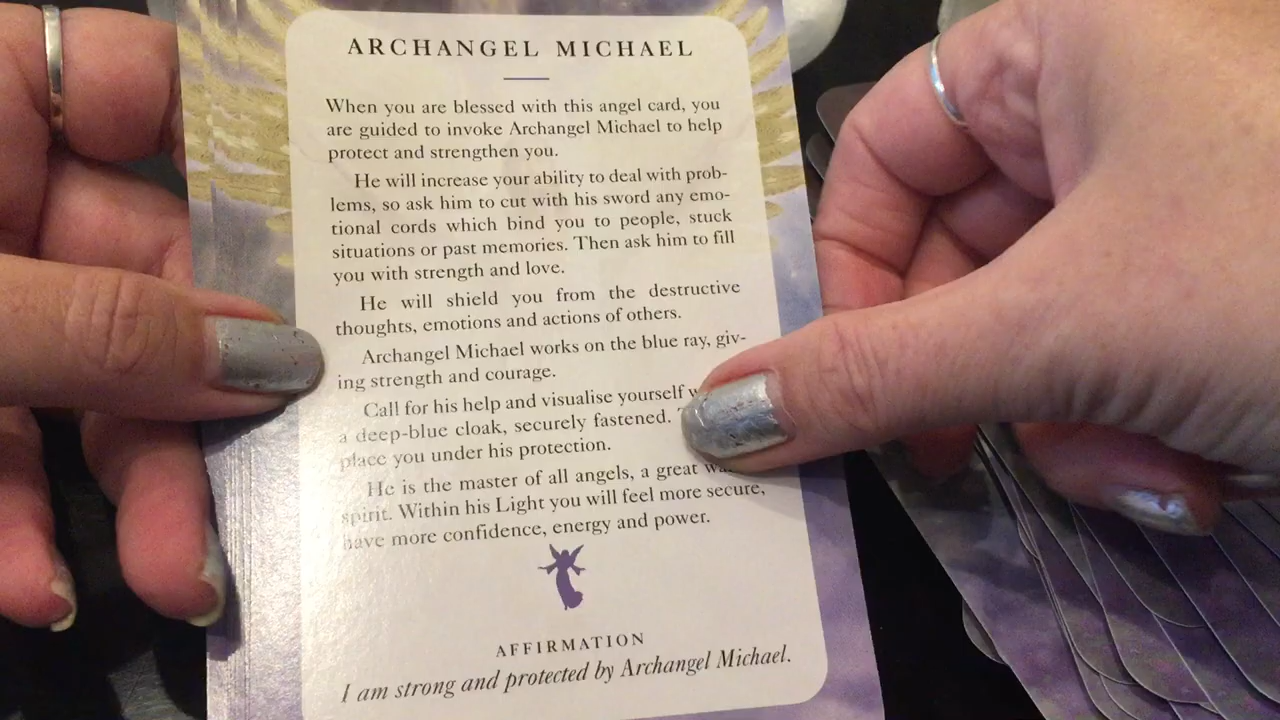 ARCHANGEL MICHAEL
When you are blessed with this angel card, you
are guided to invoke Archangel Michael to help
protect and strengthen you.
He will increase your ability to deal with prob-
lems, so ask him to cut with his sword any emo-
tional cords which bind you to people, stuck
situations or past memories. Then ask him to fill
you with strength and love.
He will shield you from the destructive
thoughts, emotions and actions of others.
Archangel Michael works on the blue ray, giv-
ing strength and courage.
Call for his help and visualise yourself
a deep-blue cloak, securely fastened.
place you under his protection.
He is the master of all angels, a great
spirit. Within his Light you will feel more secure,
have more confidence, energy and power.
AFFIRMATION
I am strong and protected by Archangel Michael.